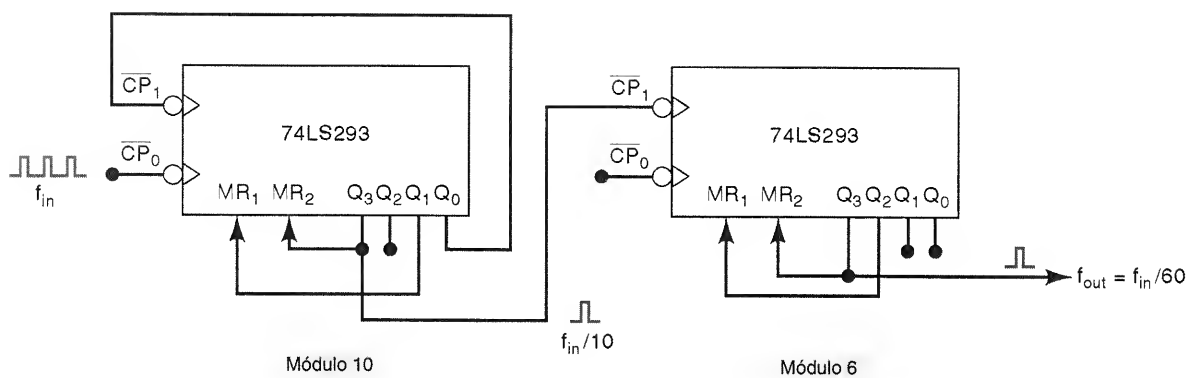 CP1
74LS293
CP0
fin
MR1 MR2 Q3 Q2 Q1 Q0
Módulo 10
fin/10
CP1
74LS293
CP0
MR1 MR2 Q3 Q2 Q1 Q0
fout = fin/60
Módulo 6